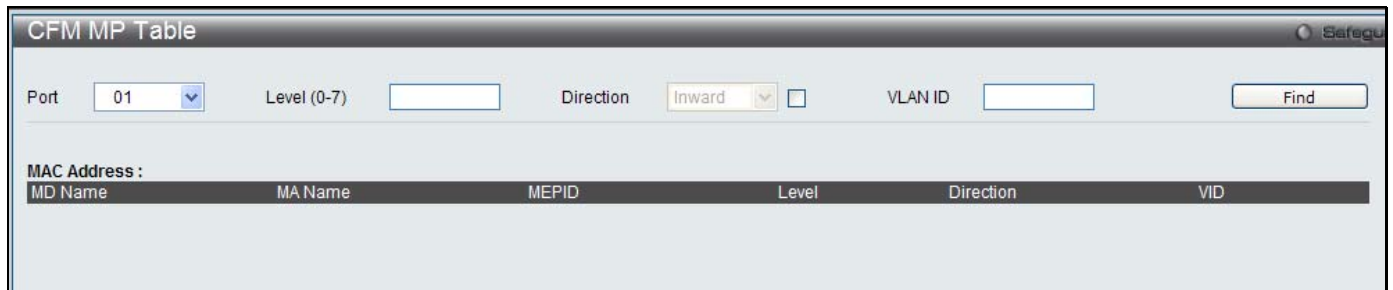 CFM MP Table
Port 01 Level (0-7) Direction Inward VLAN ID Find
MAC Address :
MD Name MA Name MEPID Level Direction VID